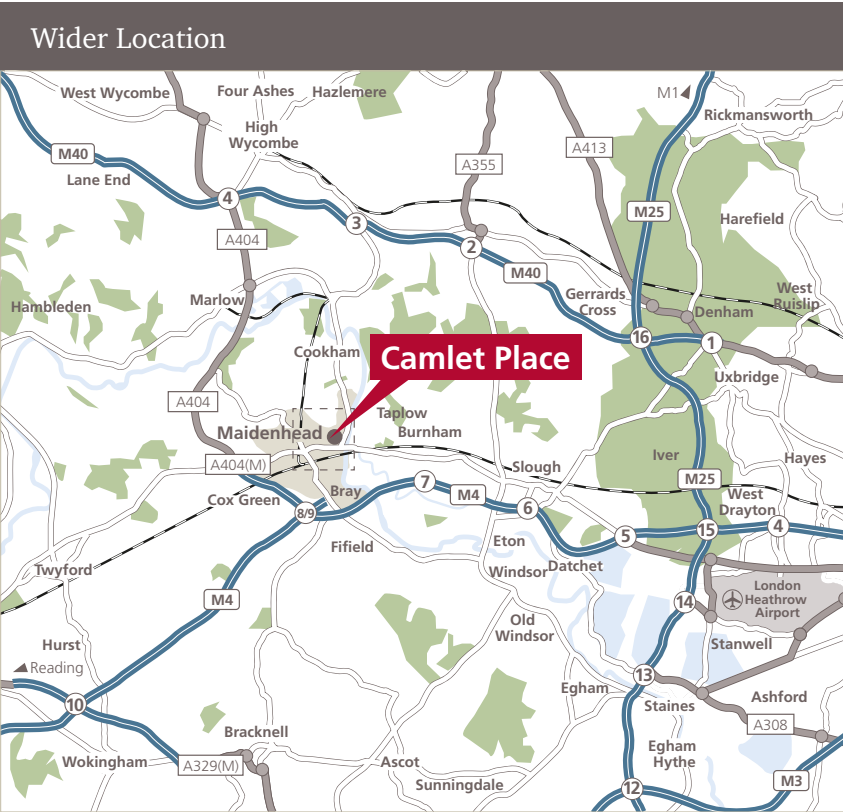 Wider Location
West Wycombe
Four Ashes
Hazlemere
M1
Rickmansworth
High
Wycombe
A413
M40
A355
Lane End
4
M25
3
Harefield
A404
2
M40
West
Ruislip
Marlow
Gerrards
Cross
Hambleden
Denham
16
1
Cookham
Camlet Place
Uxbridge
A404
Taplow
Maidenhead
Burnham
Iver
Hayes
A404(M)
Slough
M25
7
M4
West
Drayton
Cox Green
Bray
6
8/9
5
15
4
Fifield
Eton
Twyford
Windsor
Datchet
London
Heathrow
Airport
M4
14
Old
Windsor
Hurst
Stanwell
Reading
13
Egham
Staines
Ashford
10
A308
Bracknell
Egham
Hythe
Wokingham
A329(M)
Ascot
Sunningdale
M3
12